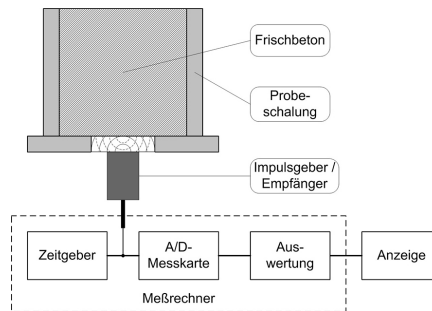 Frischbeton
Probe-
schalung
Impulsgeber /
Empfänger
Zeitgeber
A/D-
Messkarte
Aus-
wertung
Anzeige
Meßrechner